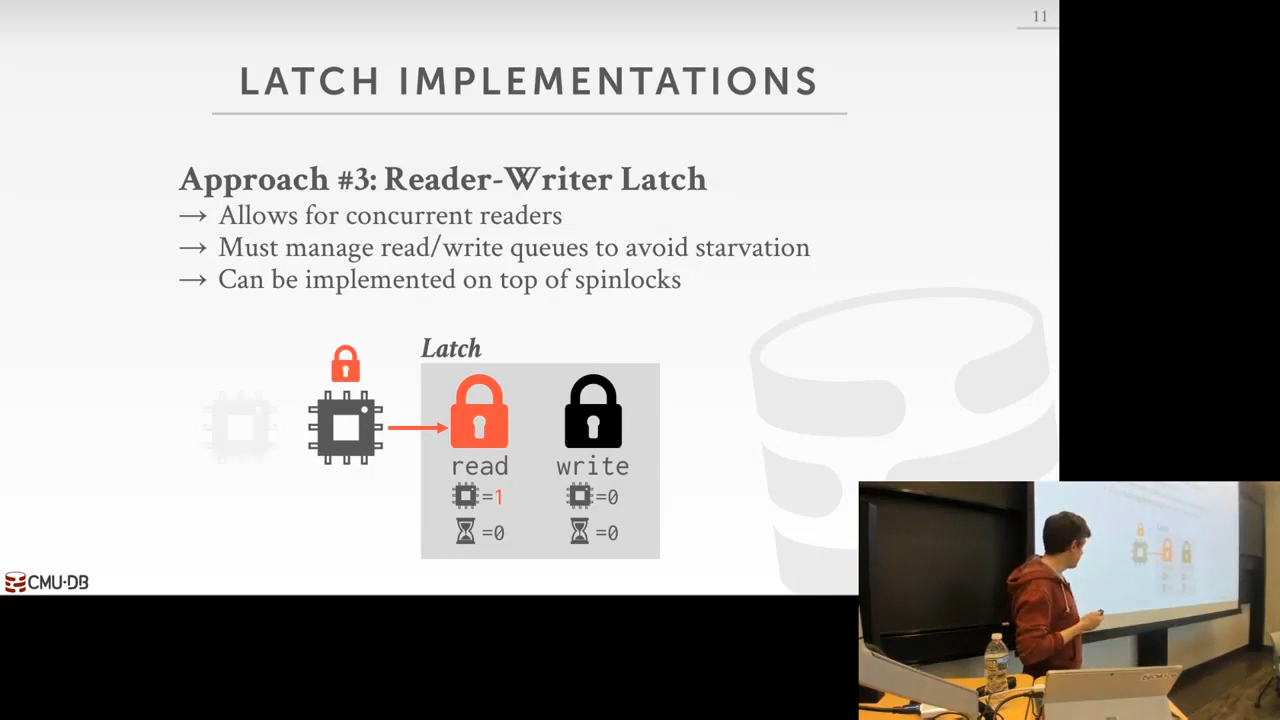 11
LATCH IMPLEMENTATIONS
Approach #3: Reader-Writer Latch
→ Allows for concurrent readers
→ Must manage read/write queues to avoid starvation
→ Can be implemented on top of spinlocks
Latch
read write
=1 =0
=0 =0
CMU·DB